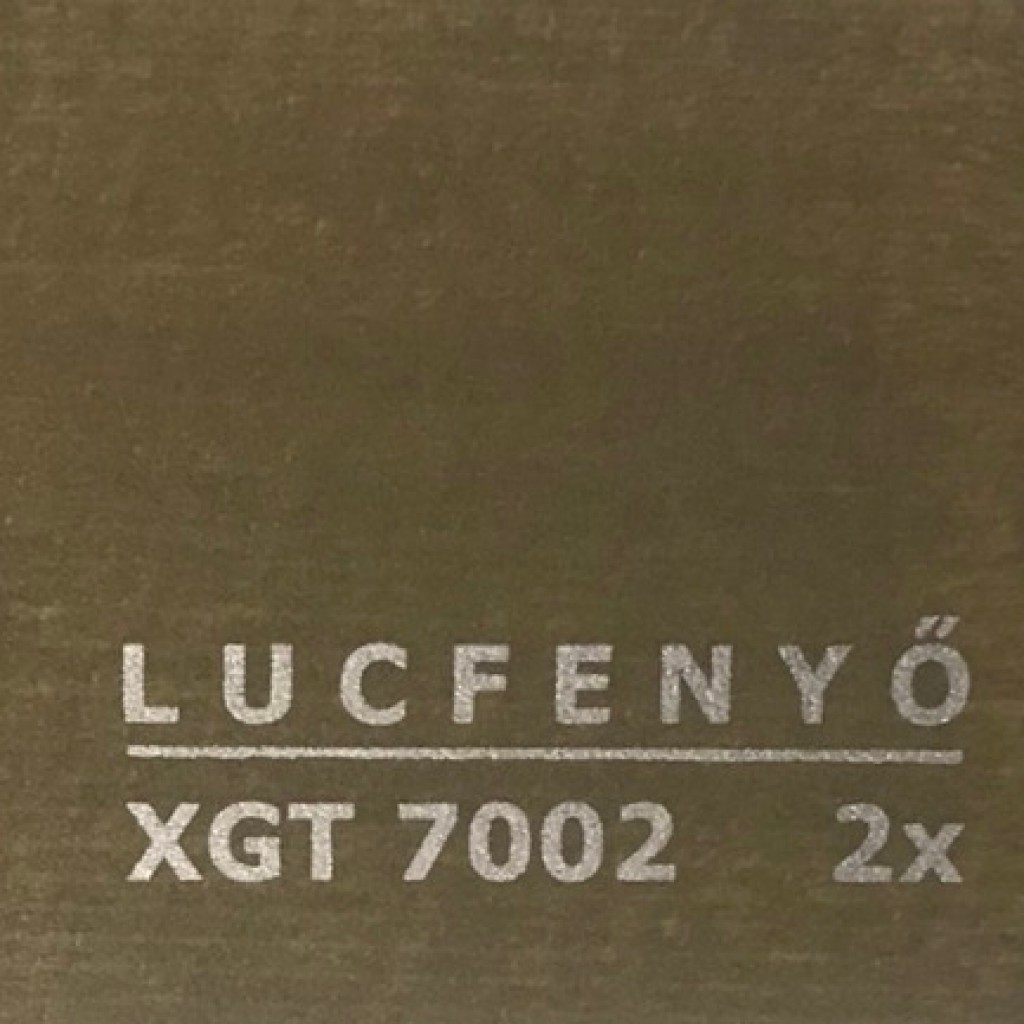 LUCFENYŐ
XGT 7002 2x